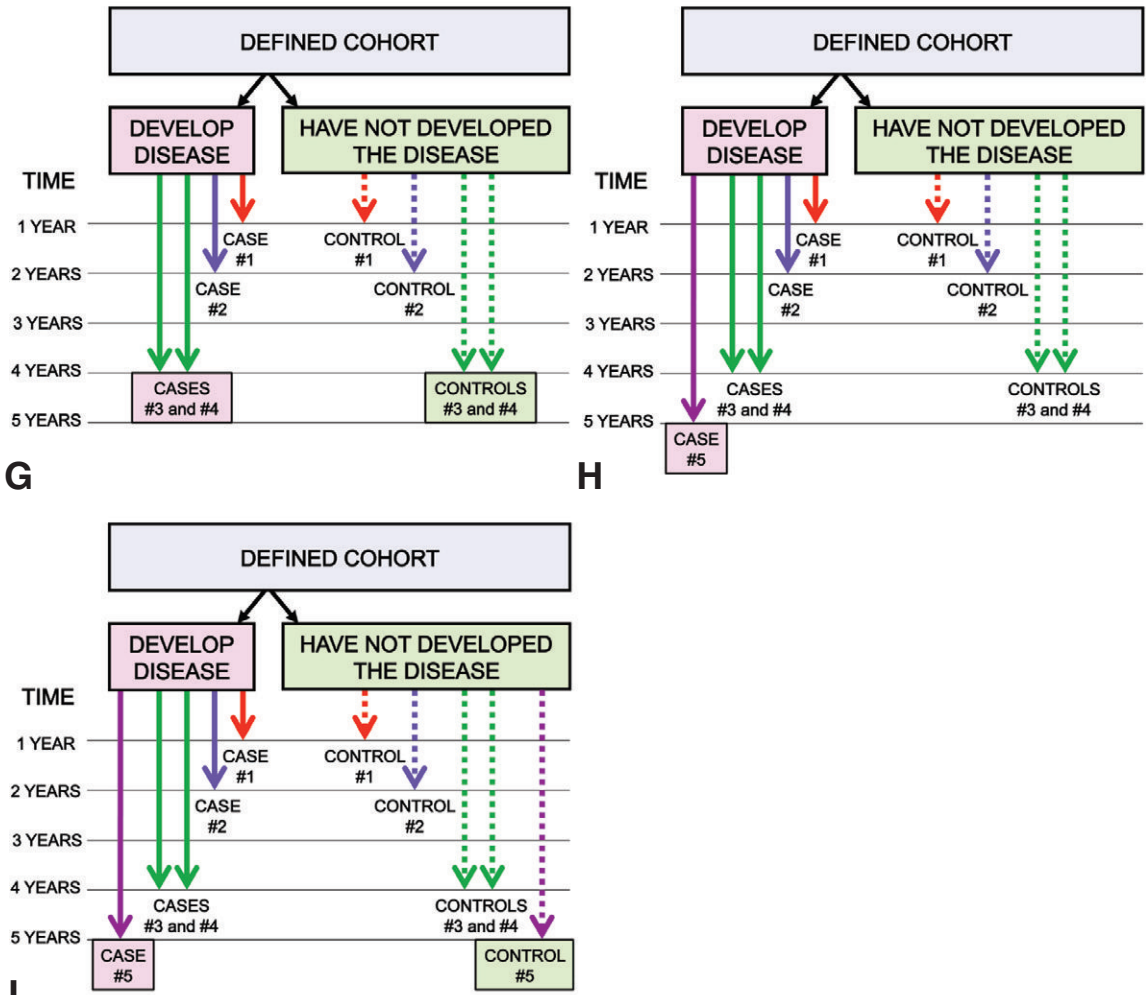 DEFINED COHORT
DEVELOP
DISEASE
HAVE NOT DEVELOPED
THE DISEASE
TIME
1 YEAR
CASE
#1
CONTROL
#1
2 YEARS
CASE
#2
CONTROL
#2
3 YEARS
4 YEARS
CASES
#3 and #4
CONTROLS
#3 and #4
5 YEARS
G
DEFINED COHORT
DEVELOP
DISEASE
HAVE NOT DEVELOPED
THE DISEASE
TIME
1 YEAR
CASE
#1
CONTROL
#1
2 YEARS
CASE
#2
CONTROL
#2
3 YEARS
4 YEARS
CASES
#3 and #4
CONTROLS
#3 and #4
5 YEARS
CASE
#5
H
DEFINED COHORT
DEVELOP
DISEASE
HAVE NOT DEVELOPED
THE DISEASE
TIME
1 YEAR
CASE
#1
CONTROL
#1
2 YEARS
CASE
#2
CONTROL
#2
3 YEARS
4 YEARS
CASES
#3 and #4
CONTROLS
#3 and #4
5 YEARS
CASE
#5
CONTROL
#5